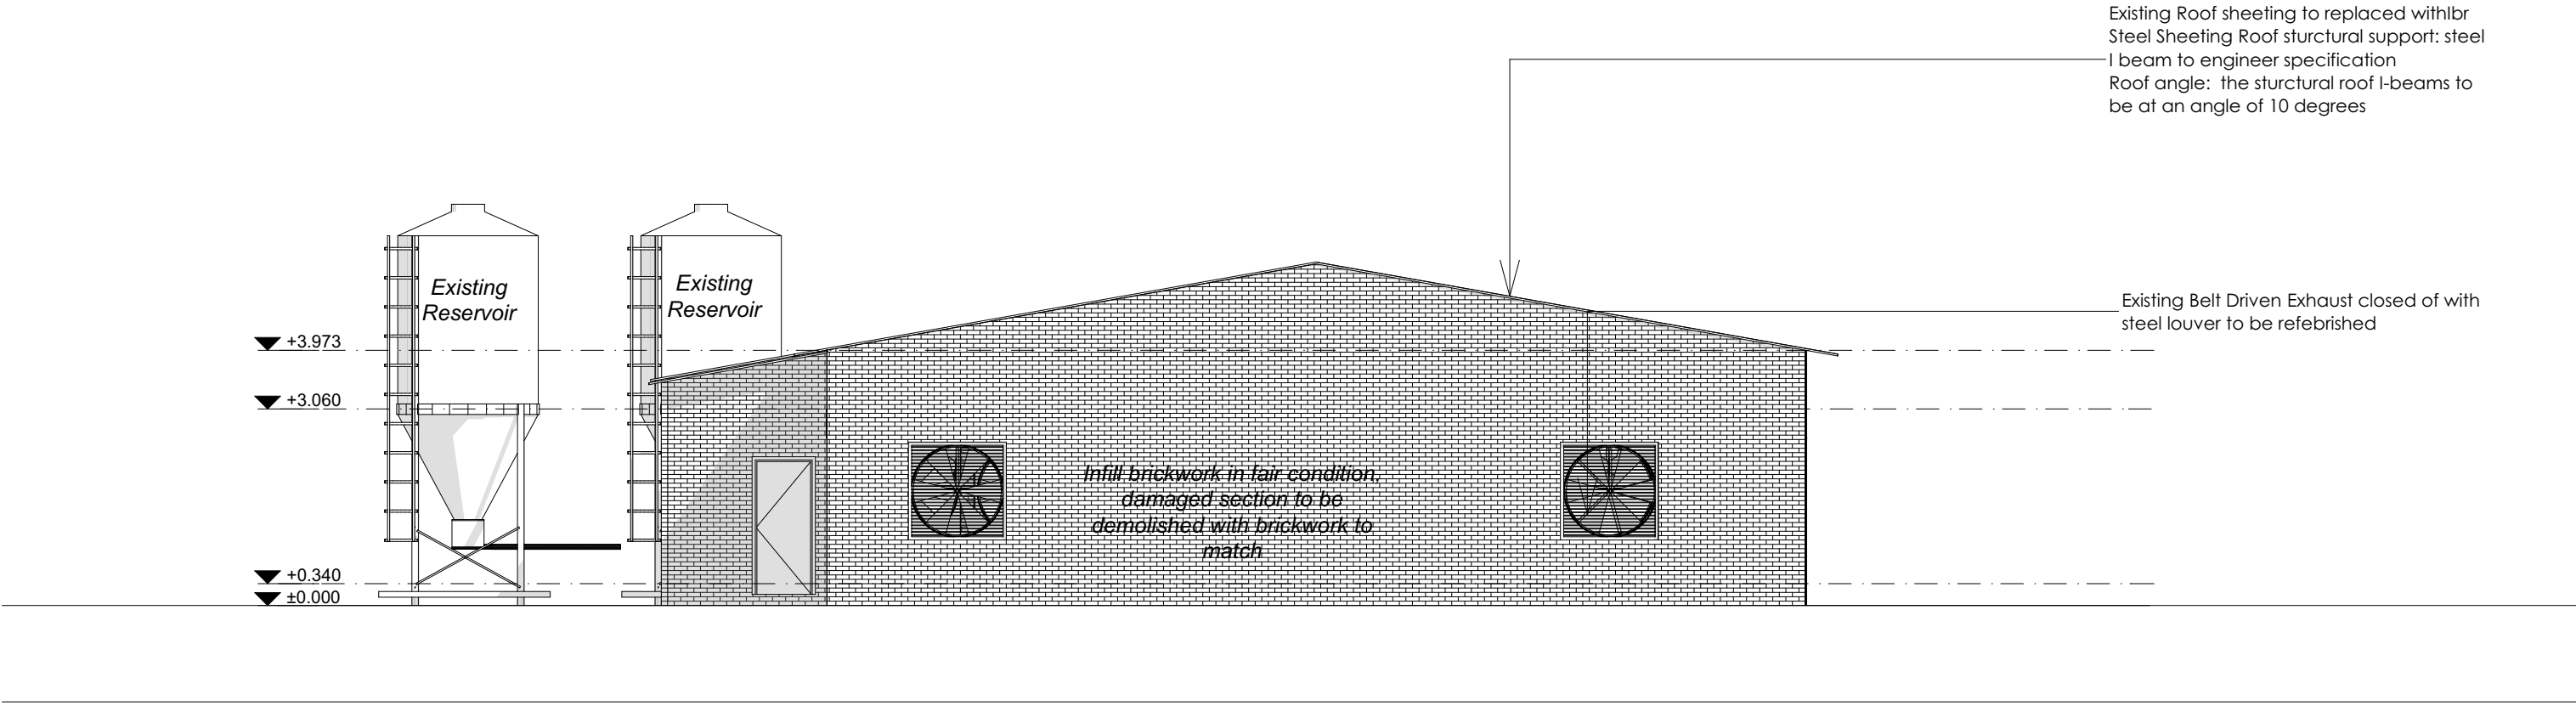 Existing Roof sheeting to replaced withIbr
Steel Sheeting Roof sturctural support: steel
I beam to engineer specification
Roof angle:  the sturctural roof I-beams to
be at an angle of 10 degrees
Existing
Reservoir
Existing
Reservoir
Existing Belt Driven Exhaust closed of with
steel louver to be refebrished
+3.973
+3.060
Infill brickwork in fair condition,
damaged section to be
demolished with brickwork to
match
+0.340
±0.000